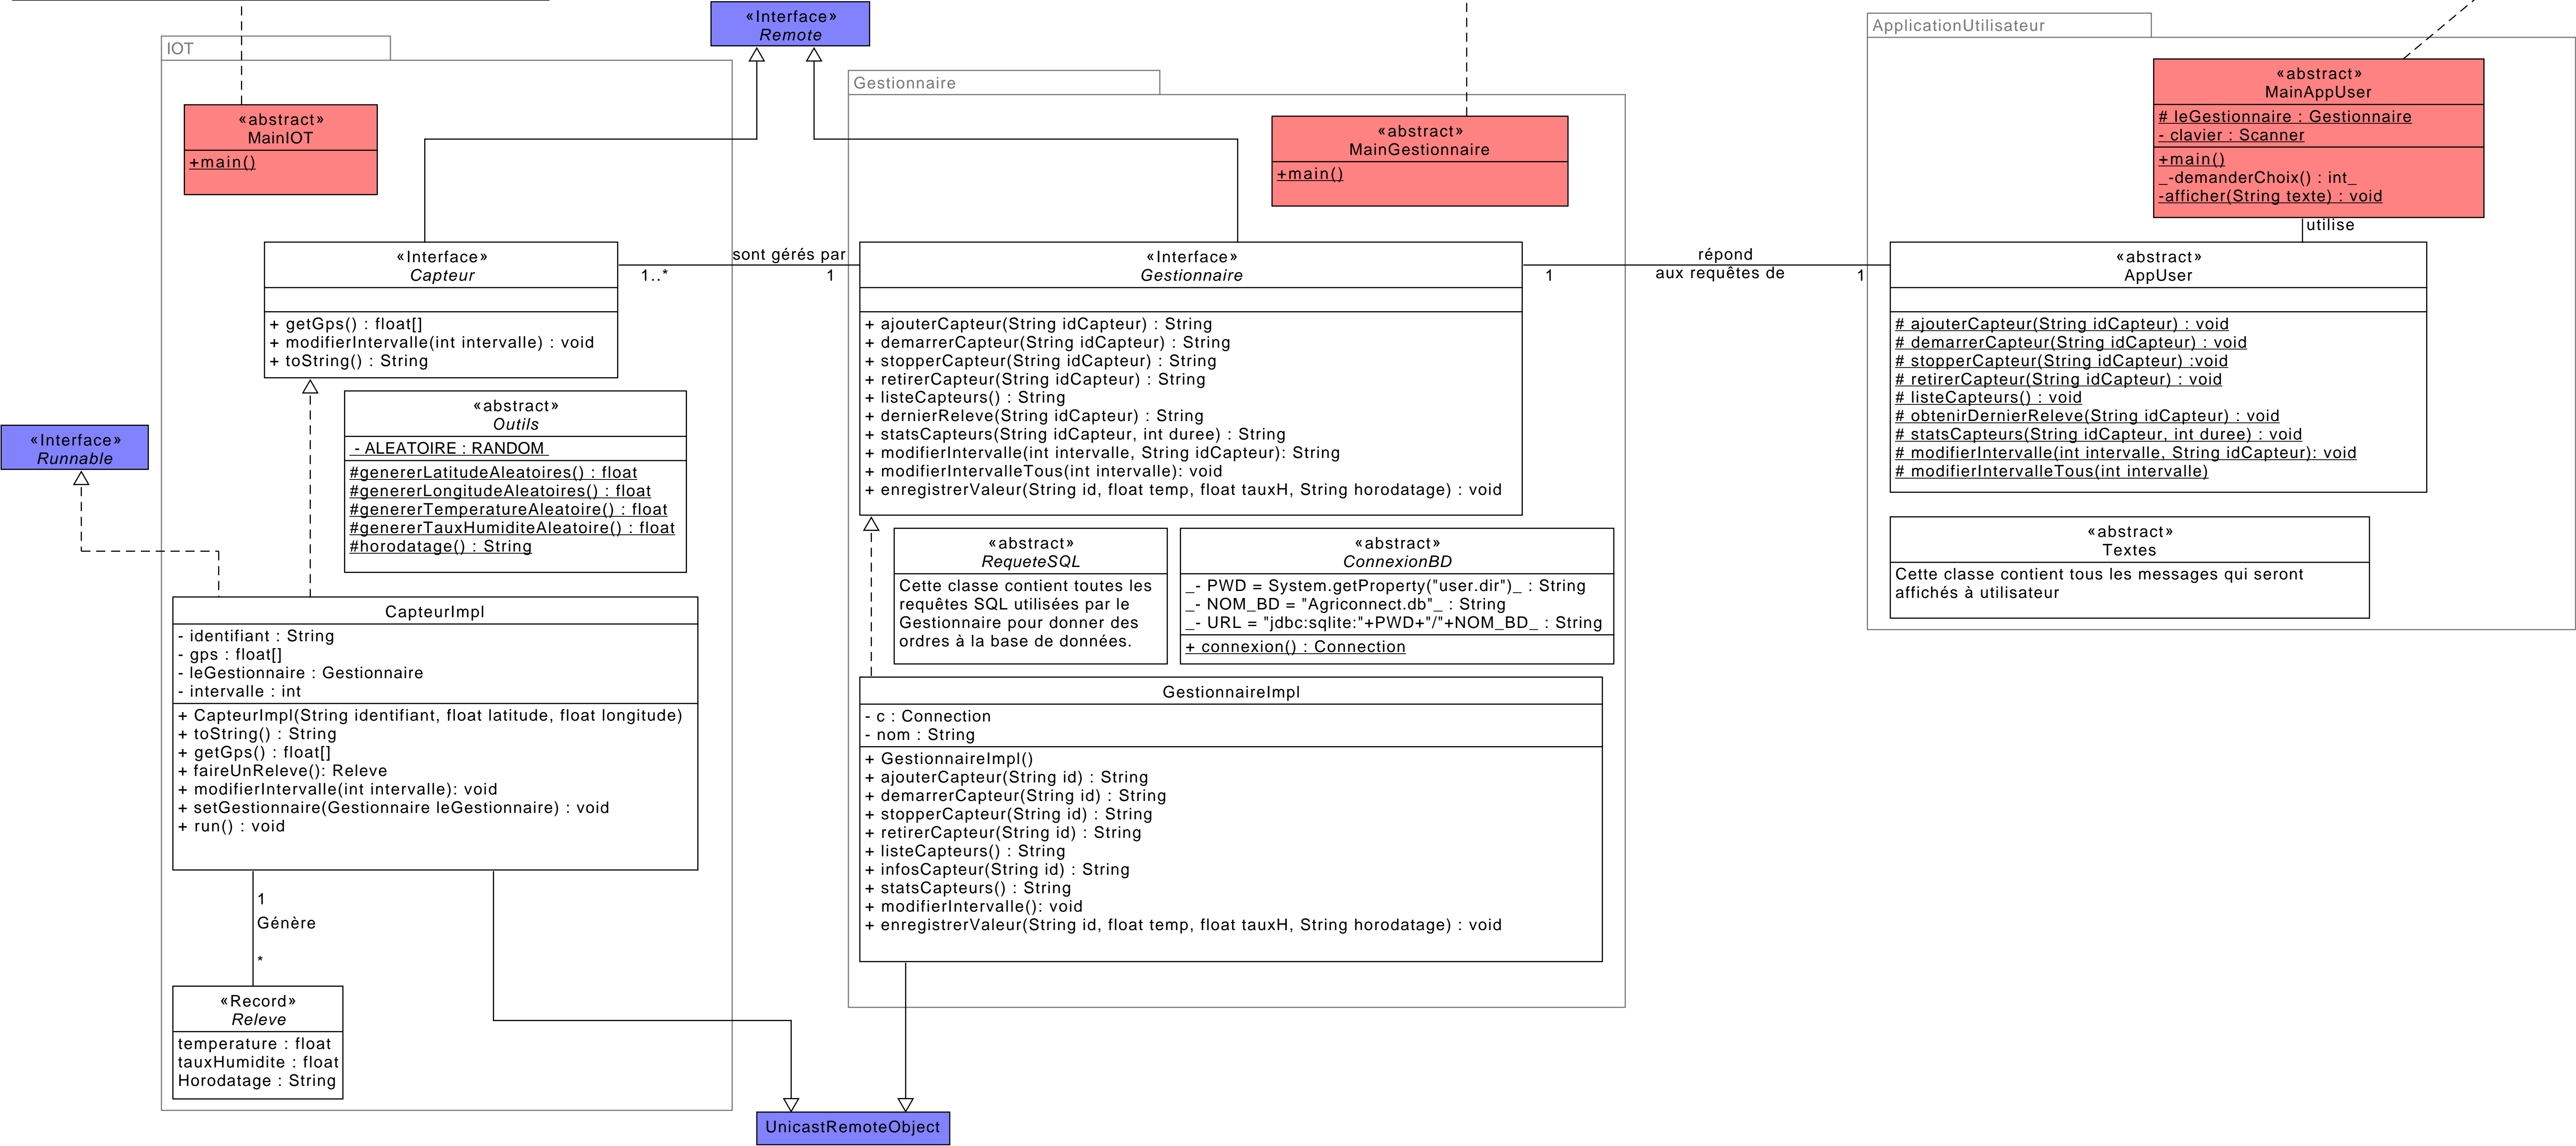 «Interface»
Remote
IOT
«abstract»
MainIOT
+main()
«Interface»
Capteur
+ getGps() : float[]
+ modifierIntervalle(int intervalle) : void
+ toString() : String
«abstract»
Outils
- ALEATOIRE : RANDOM
#genererLatitudeAleatoires() : float
#genererLongitudeAleatoires() : float
#genererTemperatureAleatoire() : float
#genererTauxHumiditeAleatoire() : float
#horodatage() : String
«Interface»
Runnable
CapteurImpl
- identifiant : String
- gps : float[]
- leGestionnaire : Gestionnaire
- intervalle : int
+ CapteurImpl(String identifiant, float latitude, float longitude)
+ toString() : String
+ getGps() : float[]
+ faireUnReleve(): Releve
+ modifierIntervalle(int intervalle): void
+ setGestionnaire(Gestionnaire leGestionnaire) : void
+ run() : void
1
Génère
*
«Record»
Releve
temperature : float
tauxHumidite : float
Horodatage : String
sont gérés par
1..*
1
Gestionnaire
«abstract»
MainGestionnaire
+main()
«Interface»
Gestionnaire
+ ajouterCapteur(String idCapteur) : String
+ demarrerCapteur(String idCapteur) : String
+ stopperCapteur(String idCapteur) : String
+ retirerCapteur(String idCapteur) : String
+ listeCapteurs() : String
+ dernierReleve(String idCapteur) : String
+ statsCapteurs(String idCapteur, int duree) : String
+ modifierIntervalle(int intervalle, String idCapteur): String
+ modifierIntervalleTous(int intervalle): void
+ enregistrerValeur(String id, float temp, float tauxH, String horodatage) : void
«abstract»
RequeteSQL
Cette classe contient toutes les
requêtes SQL utilisées par le
Gestionnaire pour donner des
ordres à la base de données.
«abstract»
ConnexionBD
_- PWD = System.getProperty("user.dir")_ : String
_- NOM_BD = "Agriconnect.db"_ : String
_- URL = "jdbc:sqlite:"+PWD+"/"+NOM_BD_ : String
+ connexion() : Connection
GestionnaireImpl
- c : Connection
- nom : String
+ GestionnaireImpl()
+ ajouterCapteur(String id) : String
+ demarrerCapteur(String id) : String
+ stopperCapteur(String id) : String
+ retirerCapteur(String id) : String
+ listeCapteurs() : String
+ infosCapteur(String id) : String
+ statsCapteurs() : String
+ modifierIntervalle(): void
+ enregistrerValeur(String id, float temp, float tauxH, String horodatage) : void
UnicastRemoteObject
répond
aux requêtes de
1
1
ApplicationUtilisateur
«abstract»
MainAppUser
# leGestionnaire : Gestionnaire
- clavier : Scanner
+main()
_-demanderChoix() : int_
-afficher(String texte) : void
utilise
«abstract»
AppUser
# ajouterCapteur(String idCapteur) : void
# demarrerCapteur(String idCapteur) : void
# stopperCapteur(String idCapteur) :void
# retirerCapteur(String idCapteur) : void
# listeCapteurs() : void
# obtenirDernierReleve(String idCapteur) : void
# statsCapteurs(String idCapteur, int duree) : void
# modifierIntervalle(int intervalle, String idCapteur): void
# modifierIntervalleTous(int intervalle)
«abstract»
Textes
Cette classe contient tous les messages qui seront
affichés à utilisateur